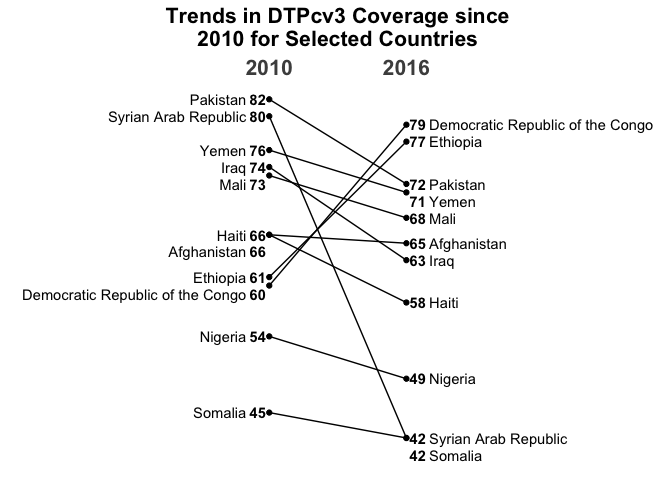 Trends in DTPcv3 Coverage since
2010 for Selected Countries
2010 2016
Pakistan 82
Syrian Arab Republic 80
79 Democratic Republic of the Congo
77 Ethiopia
Yemen 76
Iraq 74
Mali 73
72 Pakistan
71 Yemen
68 Mali
Haiti 66
Afghanistan 66
65 Afghanistan
63 Iraq
Ethiopia 61
Democratic Republic of the Congo 60
58 Haiti
Nigeria 54
49 Nigeria
Somalia 45
42 Syrian Arab Republic
42 Somalia